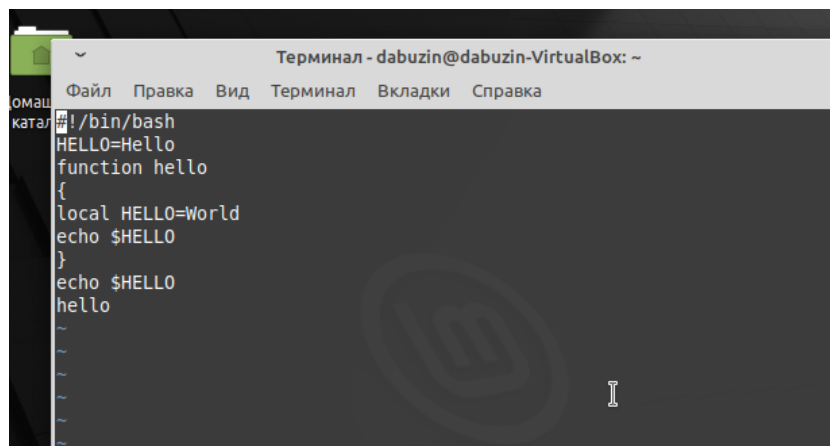 Терминал - dabuzin@dabuzin-VirtualBox: ~
Файл Правка Вид Терминал Вкладки Справка
#!/bin/bash
HELLO=Hello
function hello
{
local HELLO=World
echo $HELLO
}
echo $HELLO
hello
~
~
~
~
~
~